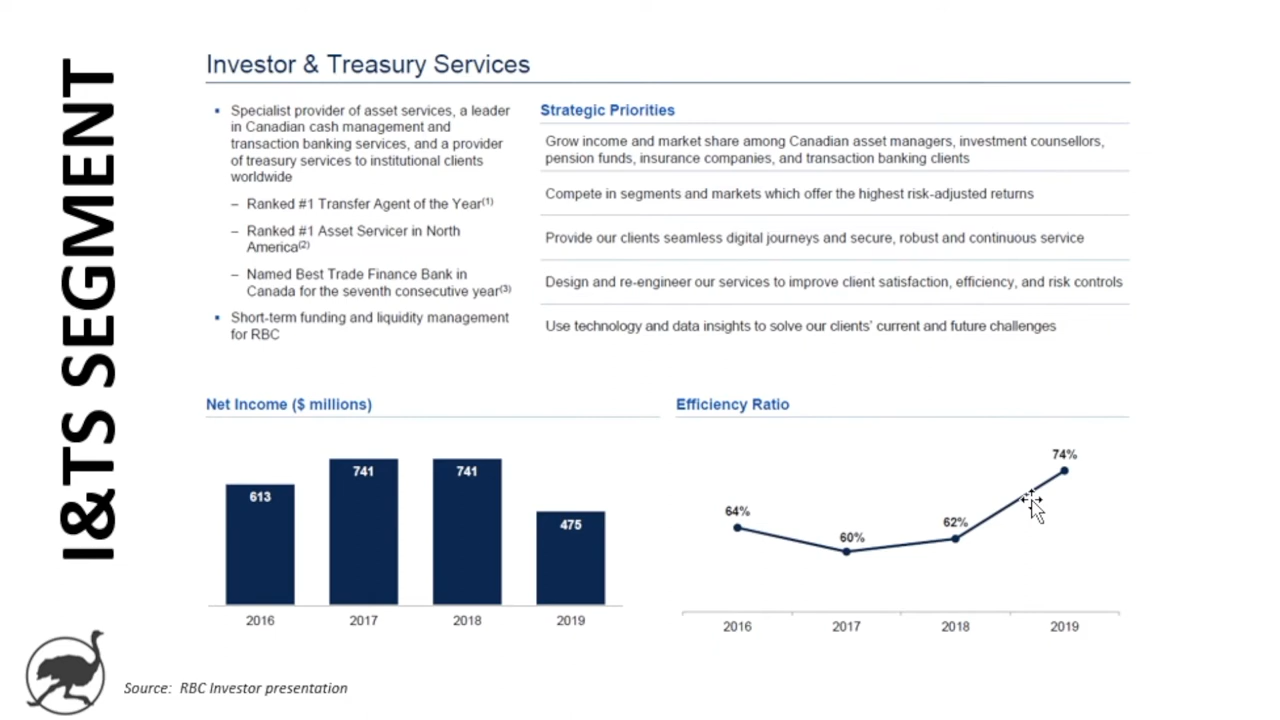 I&TS SEGMENT
Investor & Treasury Services
▪ Specialist provider of asset services, a leader
in Canadian cash management and
transaction banking services, and a provider
of treasury services to institutional clients
worldwide
– Ranked #1 Transfer Agent of the Year(1)
– Ranked #1 Asset Servicer in North
America(2)
– Named Best Trade Finance Bank in
Canada for the seventh consecutive year(3)
▪ Short-term funding and liquidity management
for RBC
Strategic Priorities
Grow income and market share among Canadian asset managers, investment counsellors,
pension funds, insurance companies, and transaction banking clients
Compete in segments and markets which offer the highest risk-adjusted returns
Provide our clients seamless digital journeys and secure, robust and continuous service
Design and re-engineer our services to improve client satisfaction, efficiency, and risk controls
Use technology and data insights to solve our clients' current and future challenges
Net Income ($ millions)
613 741 741 475
2016 2017 2018 2019
Efficiency Ratio
64% 60% 62% 74%
2016 2017 2018 2019
Source: RBC Investor presentation